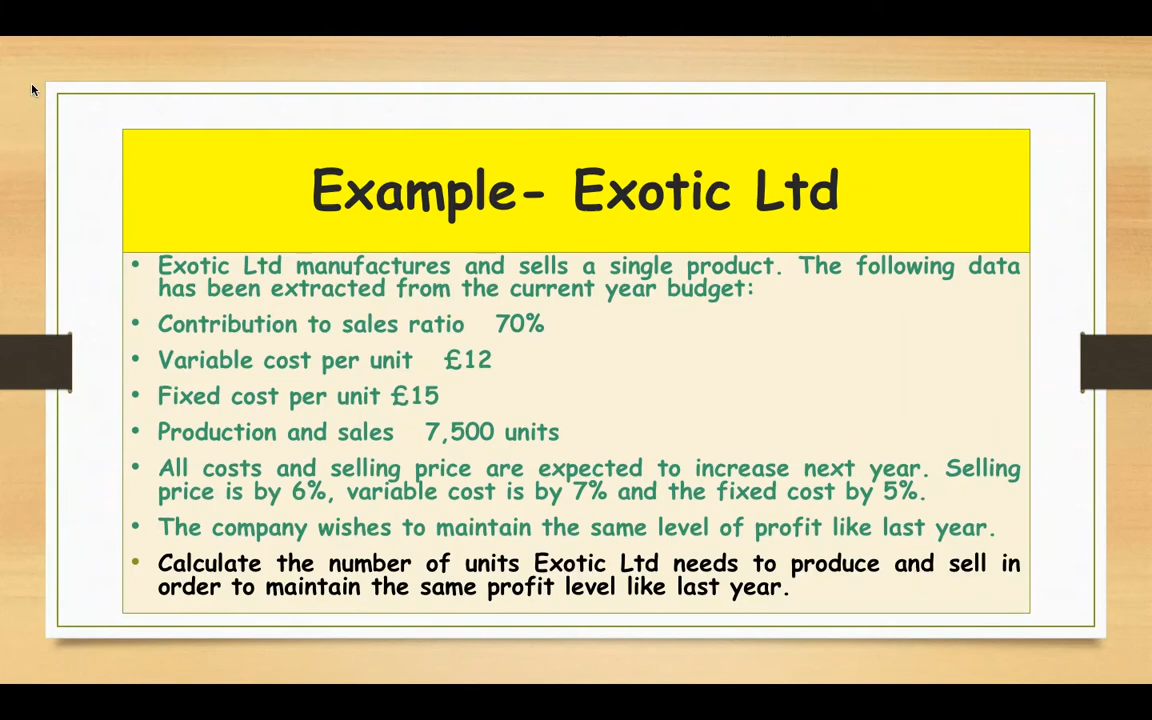 Example- Exotic Ltd
• Exotic Ltd manufactures and sells a single product. The following data
has been extracted from the current year budget:
• Contribution to sales ratio 70%
• Variable cost per unit £12
• Fixed cost per unit £15
• Production and sales 7,500 units
• All costs and selling price are expected to increase next year. Selling
price is by 6%, variable cost is by 7% and the fixed cost by 5%.
• The company wishes to maintain the same level of profit like last year.
• Calculate the number of units Exotic Ltd needs to produce and sell in
order to maintain the same profit level like last year.